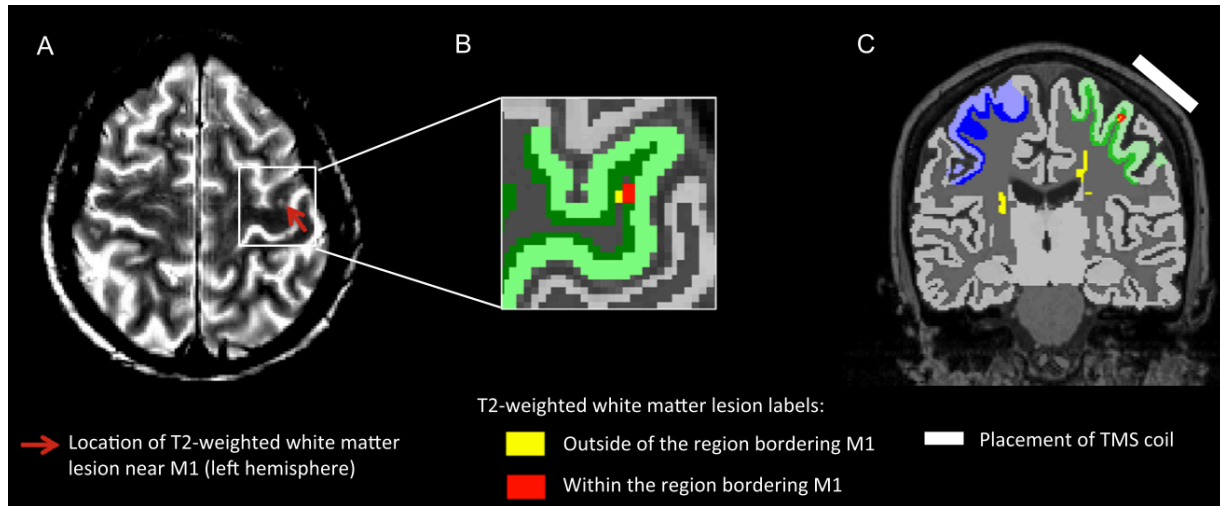 A
B
C
Location of T2-weighted white matter
lesion near M1 (left hemisphere)
T2-weighted white matter lesion labels:
Outside of the region bordering M1
Within the region bordering M1
Placement of TMS coil